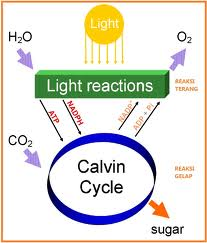 Light
H₂O
O₂
Light reactions
REAKSI
TERANG
ATP
NADPH
NADP⁺
ADP + Pi
CO₂
Calvin
Cycle
REAKSI
GELAP
sugar